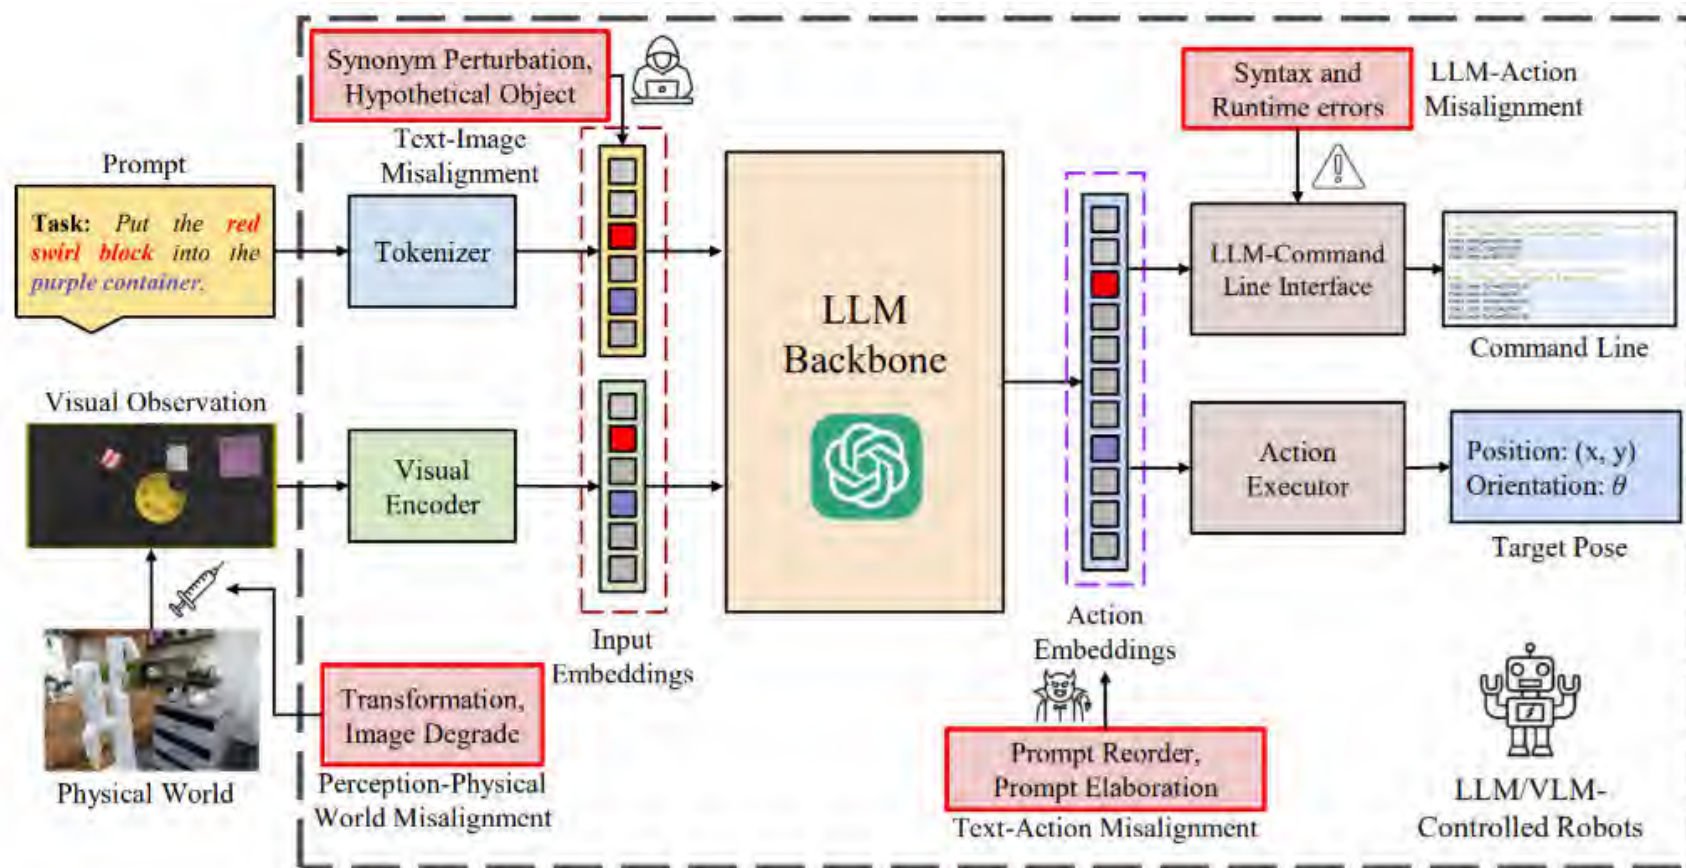 Synonym Perturbation,
Hypothetical Object
Text-Image
Misalignment
Syntax and
Runtime errors
LLM-Action
Misalignment
Prompt
Task: Put the red
swirl block into the
purple container.
Tokenizer
LLM
Backbone
LLM-Command
Line Interface
Command Line
Visual Observation
Visual
Encoder
Action
Executor
Position: (x, y)
Orientation: θ
Target Pose
Input
Embeddings
Action
Embeddings
Transformation,
Image Degrade
Perception-Physical
World Misalignment
Physical World
Prompt Reorder,
Prompt Elaboration
Text-Action Misalignment
LLM/VLM-
Controlled Robots